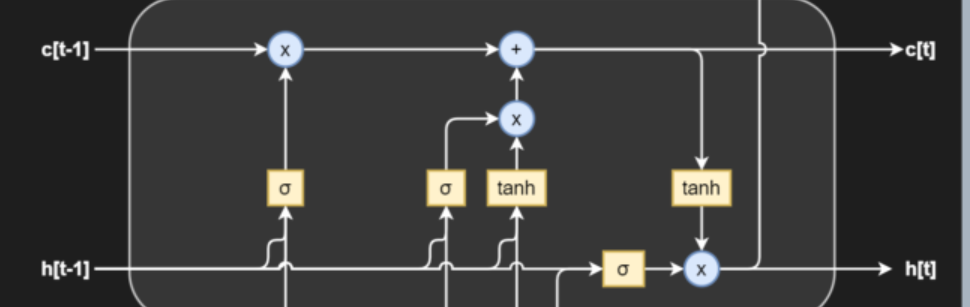 c[t-1] x + c[t]
x
σ σ tanh tanh
h[t-1] σ x h[t]